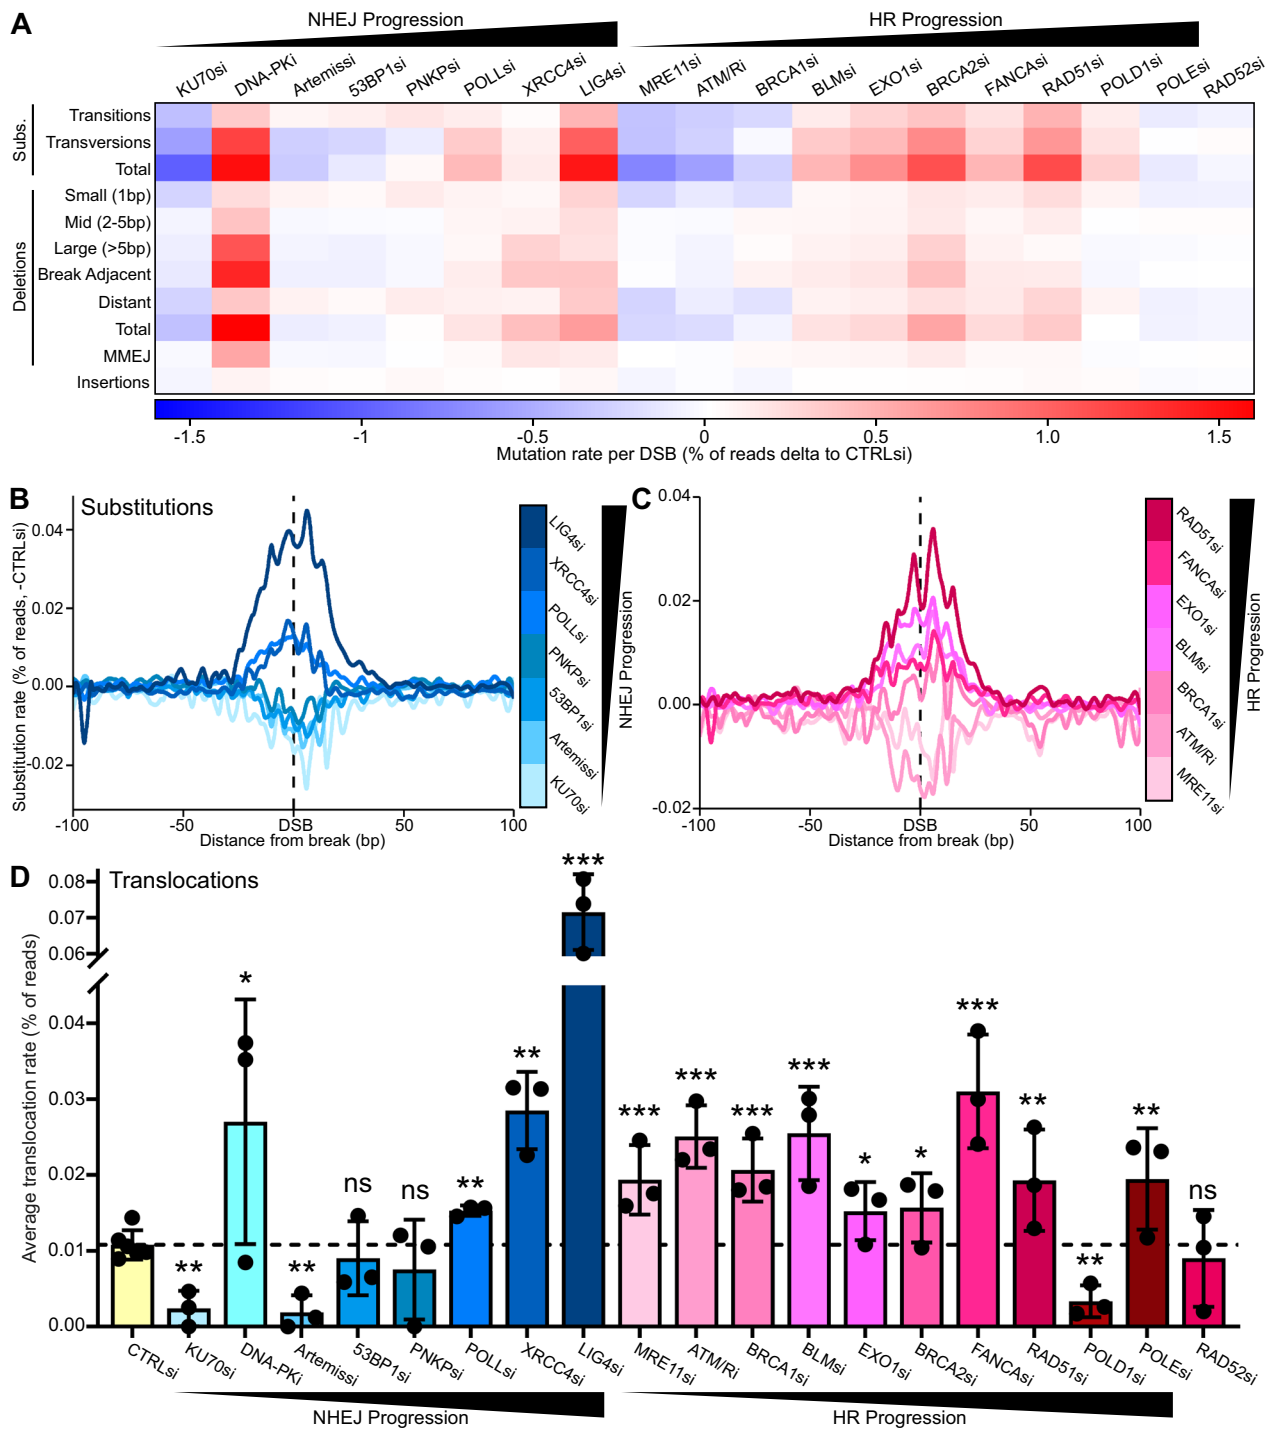 A
NHEJ Progression
HR Progression
KU70si DNA-PKi Artemissi 53BP1si PNKPsi POLLsi XRCC4si LIG4si MRE11si ATM/Ri BRCA1si BLMsi EXO1si BRCA2si FANCAsi RAD51si POLD1si POLEsi RAD52si
Subs.
Transitions
Transversions
Total
Deletions
Small (1bp)
Mid (2-5bp)
Large (>5bp)
Break Adjacent
Distant
Total
MMEJ
Insertions
-1.5 -1 -0.5 0 0.5 1.0 1.5
Mutation rate per DSB (% of reads delta to CTRLsi)
B
Substitutions
Substitution rate (% of reads, -CTRLsi)
0.04
0.02
0.00
-0.02
-100 -50 DSB 50 100
Distance from break (bp)
LIG4si
XRCC4si
POLLsi
PNKPsi
53BP1si
Artemissi
KU70si
NHEJ Progression
C
0.04
0.02
0.00
-0.02
-100 -50 DSB 50 100
Distance from break (bp)
RAD51si
FANCAsi
EXO1si
BLMsi
BRCA1si
ATM/Ri
MRE11si
HR Progression
D
Translocations
Average translocation rate (% of reads)
0.08
0.07
0.06
0.04
0.03
0.02
0.01
0.00
** * ** ns ns ** ** *** *** *** *** *** * * *** ** ** ** ns
CTRLsi KU70si DNA-PKi Artemissi 53BP1si PNKPsi POLLsi XRCC4si LIG4si MRE11si ATM/Ri BRCA1si BLMsi EXO1si BRCA2si FANCAsi RAD51si POLD1si POLEsi RAD52si
NHEJ Progression
HR Progression